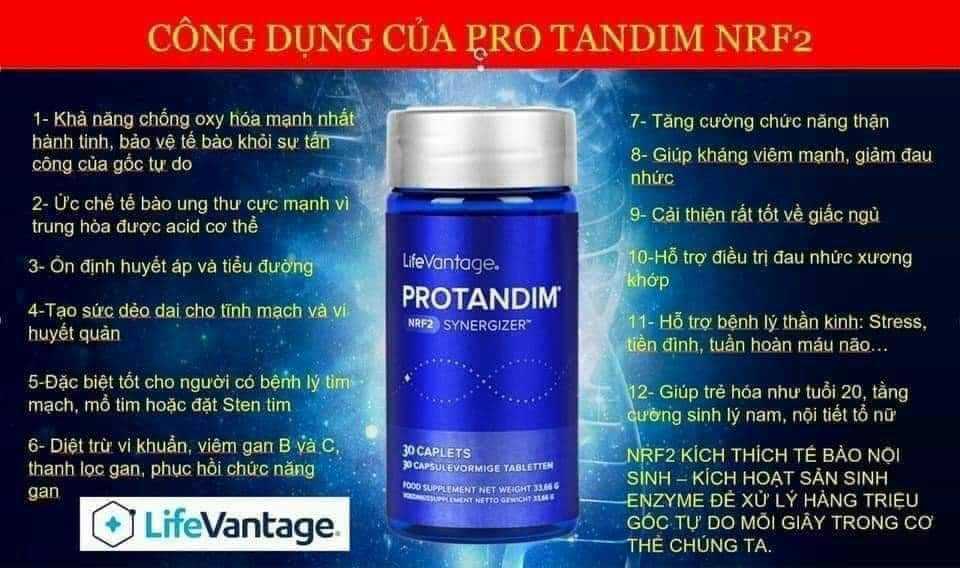 CÔNG DỤNG CỦA PRO TANDIM NRF2
1- Khả năng chống oxy hóa mạnh nhất
hành tinh, bảo vệ tế bào khỏi sự tấn
công của gốc tự do
2- Ức chế tế bào ung thư cực mạnh vì
trung hòa được acid cơ thể
3- Ổn định huyết áp và tiểu đường
4-Tạo sức dẻo dai cho tĩnh mạch và vi
huyết quản
5-Đặc biệt tốt cho người có bệnh lý tim
mạch, mổ tim hoặc đặt Sten tim
6- Diệt trừ vi khuẩn, viêm gan B và C,
thanh lọc gan, phục hồi chức năng
gan
LifeVantage.
LifeVantage®
PROTANDIM®
NRF2 SYNERGIZER™
30 CAPLETS
30 CAPSULEVORMIGE TABLETTEN
FOOD SUPPLEMENT NET WEIGHT 33,66 G
VOEDINGSSUPPLEMENT NETTO GEWICHT 33,66 G
7- Tăng cường chức năng thận
8- Giúp kháng viêm mạnh, giảm đau
nhức
9- Cải thiện rất tốt về giấc ngủ
10-Hỗ trợ điều trị đau nhức xương
khớp
11- Hỗ trợ bệnh lý thần kinh: Stress,
tiền đình, tuần hoàn máu não…
12- Giúp trẻ hóa như tuổi 20, tằng
cường sinh lý nam, nội tiết tố nữ
NRF2 KÍCH THÍCH TẾ BÀO NỘI
SINH – KÍCH HOẠT SẢN SINH
ENZYME ĐỂ XỬ LÝ HÀNG TRIỆU
GỐC TỰ DO MỖI GIÂY TRONG CƠ
THỂ CHÚNG TA.